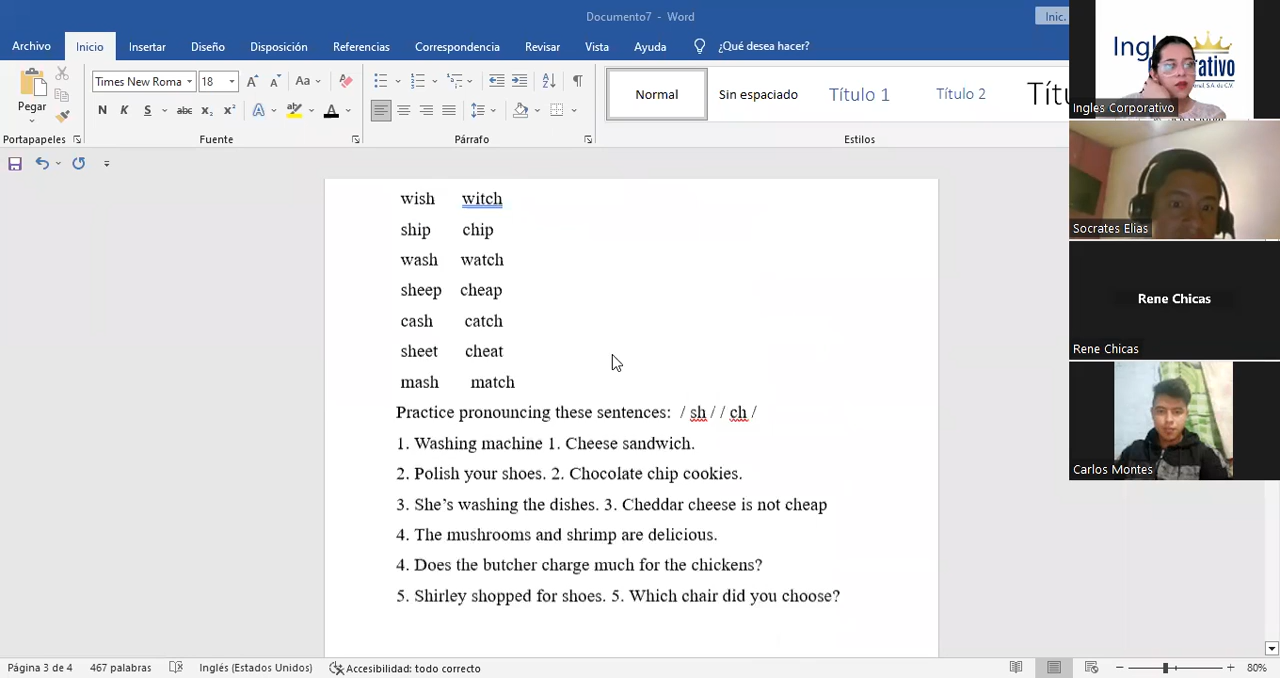 Documento7 - Word
Inic.
Archivo Inicio Insertar Diseño Disposición Referencias Correspondencia Revisar Vista Ayuda ¿Qué desea hacer?
Pegar
Times New Roma 18
Aa
N K S abc x₂ x² A A
Normal Sin espaciado Título 1 Título 2
Portapapeles Fuente Párrafo Estilos
wish witch
ship chip
wash watch
sheep cheap
cash catch
sheet cheat
mash match
Practice pronouncing these sentences: / sh / / ch /
1. Washing machine 1. Cheese sandwich.
2. Polish your shoes. 2. Chocolate chip cookies.
3. She’s washing the dishes. 3. Cheddar cheese is not cheap
4. The mushrooms and shrimp are delicious.
4. Does the butcher charge much for the chickens?
5. Shirley shopped for shoes. 5. Which chair did you choose?
Página 3 de 4 467 palabras Inglés (Estados Unidos) Accesibilidad: todo correcto 80%
Ingles Corporativo
Socrates Elias
Rene Chicas
Rene Chicas
Carlos Montes